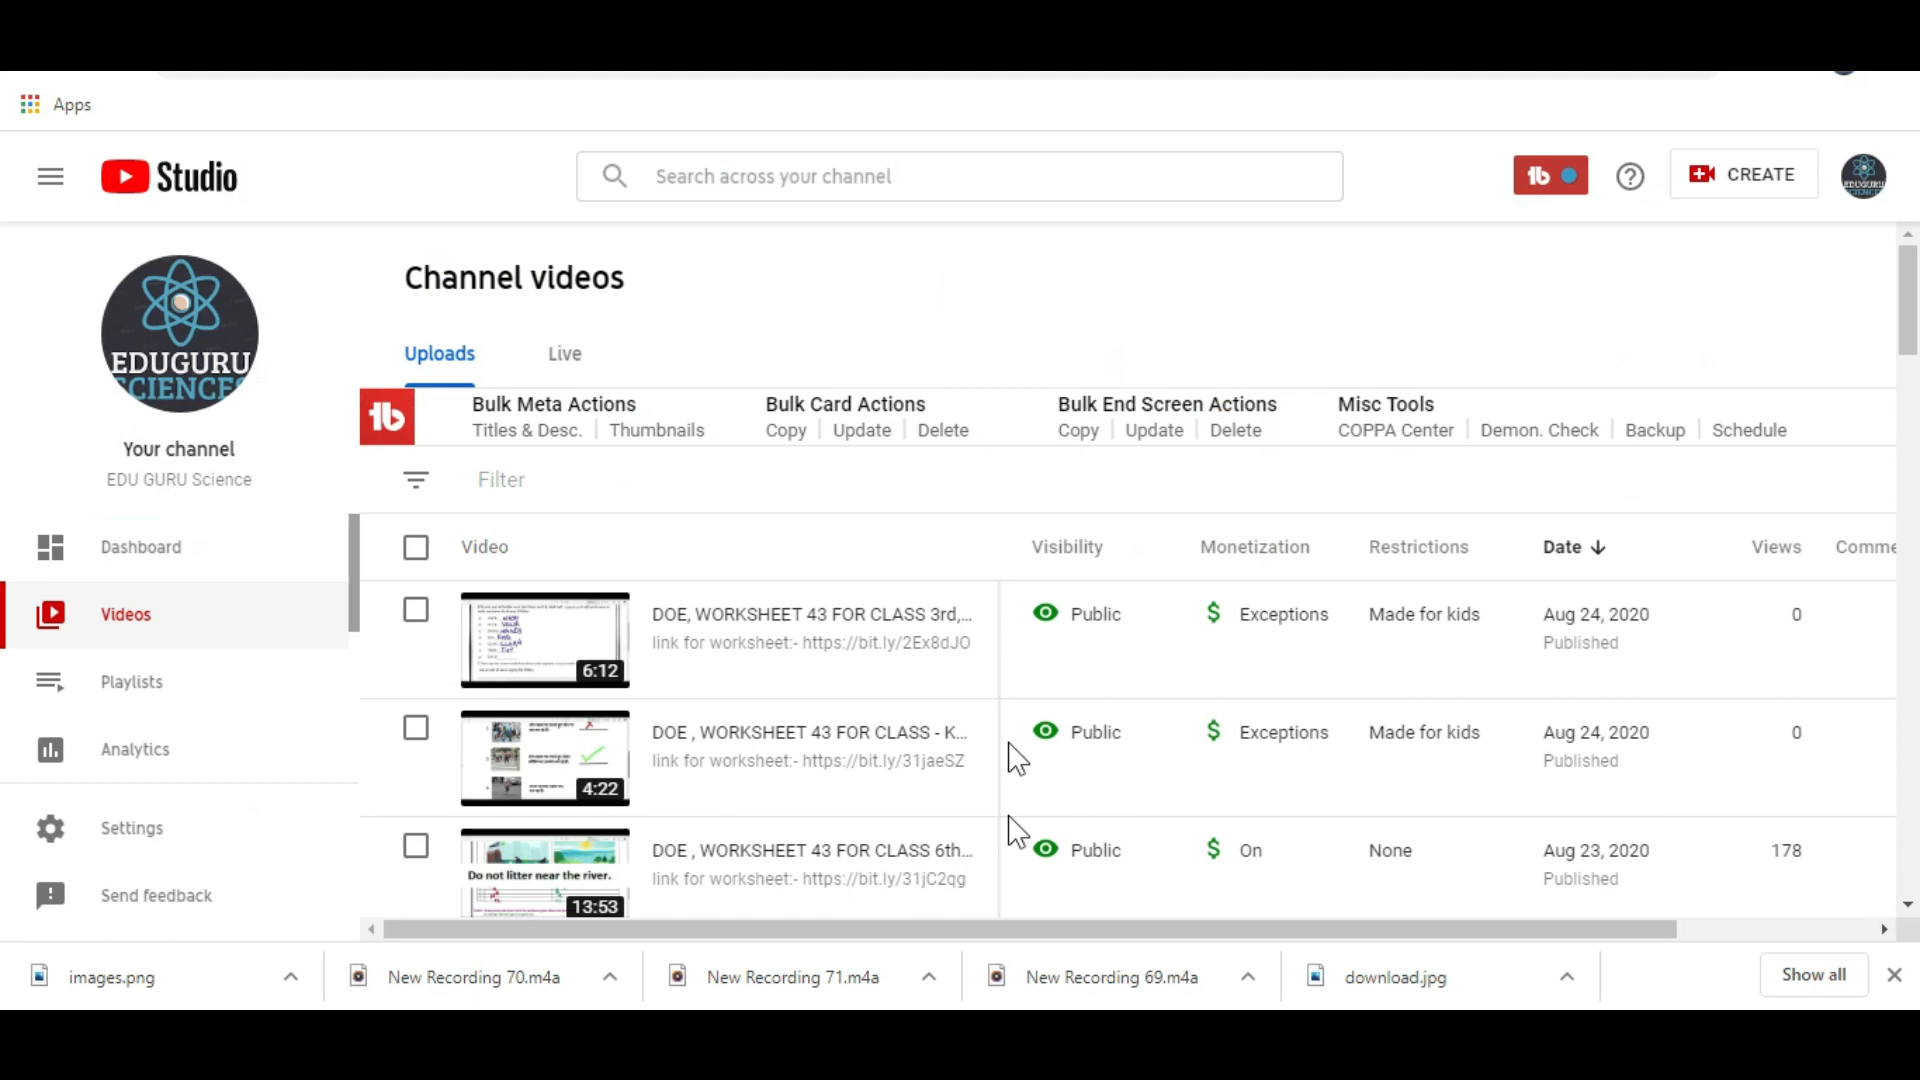 Apps
Studio
Search across your channel
CREATE
EDUGURU
SCIENCES
Your channel
EDU GURU Science
Dashboard
Videos
Playlists
Analytics
Settings
Send feedback
Channel videos
Uploads Live
tb
Bulk Meta Actions
Titles & Desc. Thumbnails
Bulk Card Actions
Copy Update Delete
Bulk End Screen Actions
Copy Update Delete
Misc Tools
COPPA Center Demon. Check Backup Schedule
Filter
Video Visibility Monetization Restrictions Date Views Comme
6:12
DOE, WORKSHEET 43 FOR CLASS 3rd,... Public Exceptions Made for kids Aug 24, 2020 0
link for worksheet:- https://bit.ly/2Ex8dJO Published
4:22
DOE , WORKSHEET 43 FOR CLASS - K... Public Exceptions Made for kids Aug 24, 2020 0
link for worksheet:- https://bit.ly/31jaeSZ Published
Do not litter near the river.
13:53
DOE , WORKSHEET 43 FOR CLASS 6th... Public On None Aug 23, 2020 178
link for worksheet:- https://bit.ly/31jC2qg Published
images.png New Recording 70.m4a New Recording 71.m4a New Recording 69.m4a download.jpg Show all